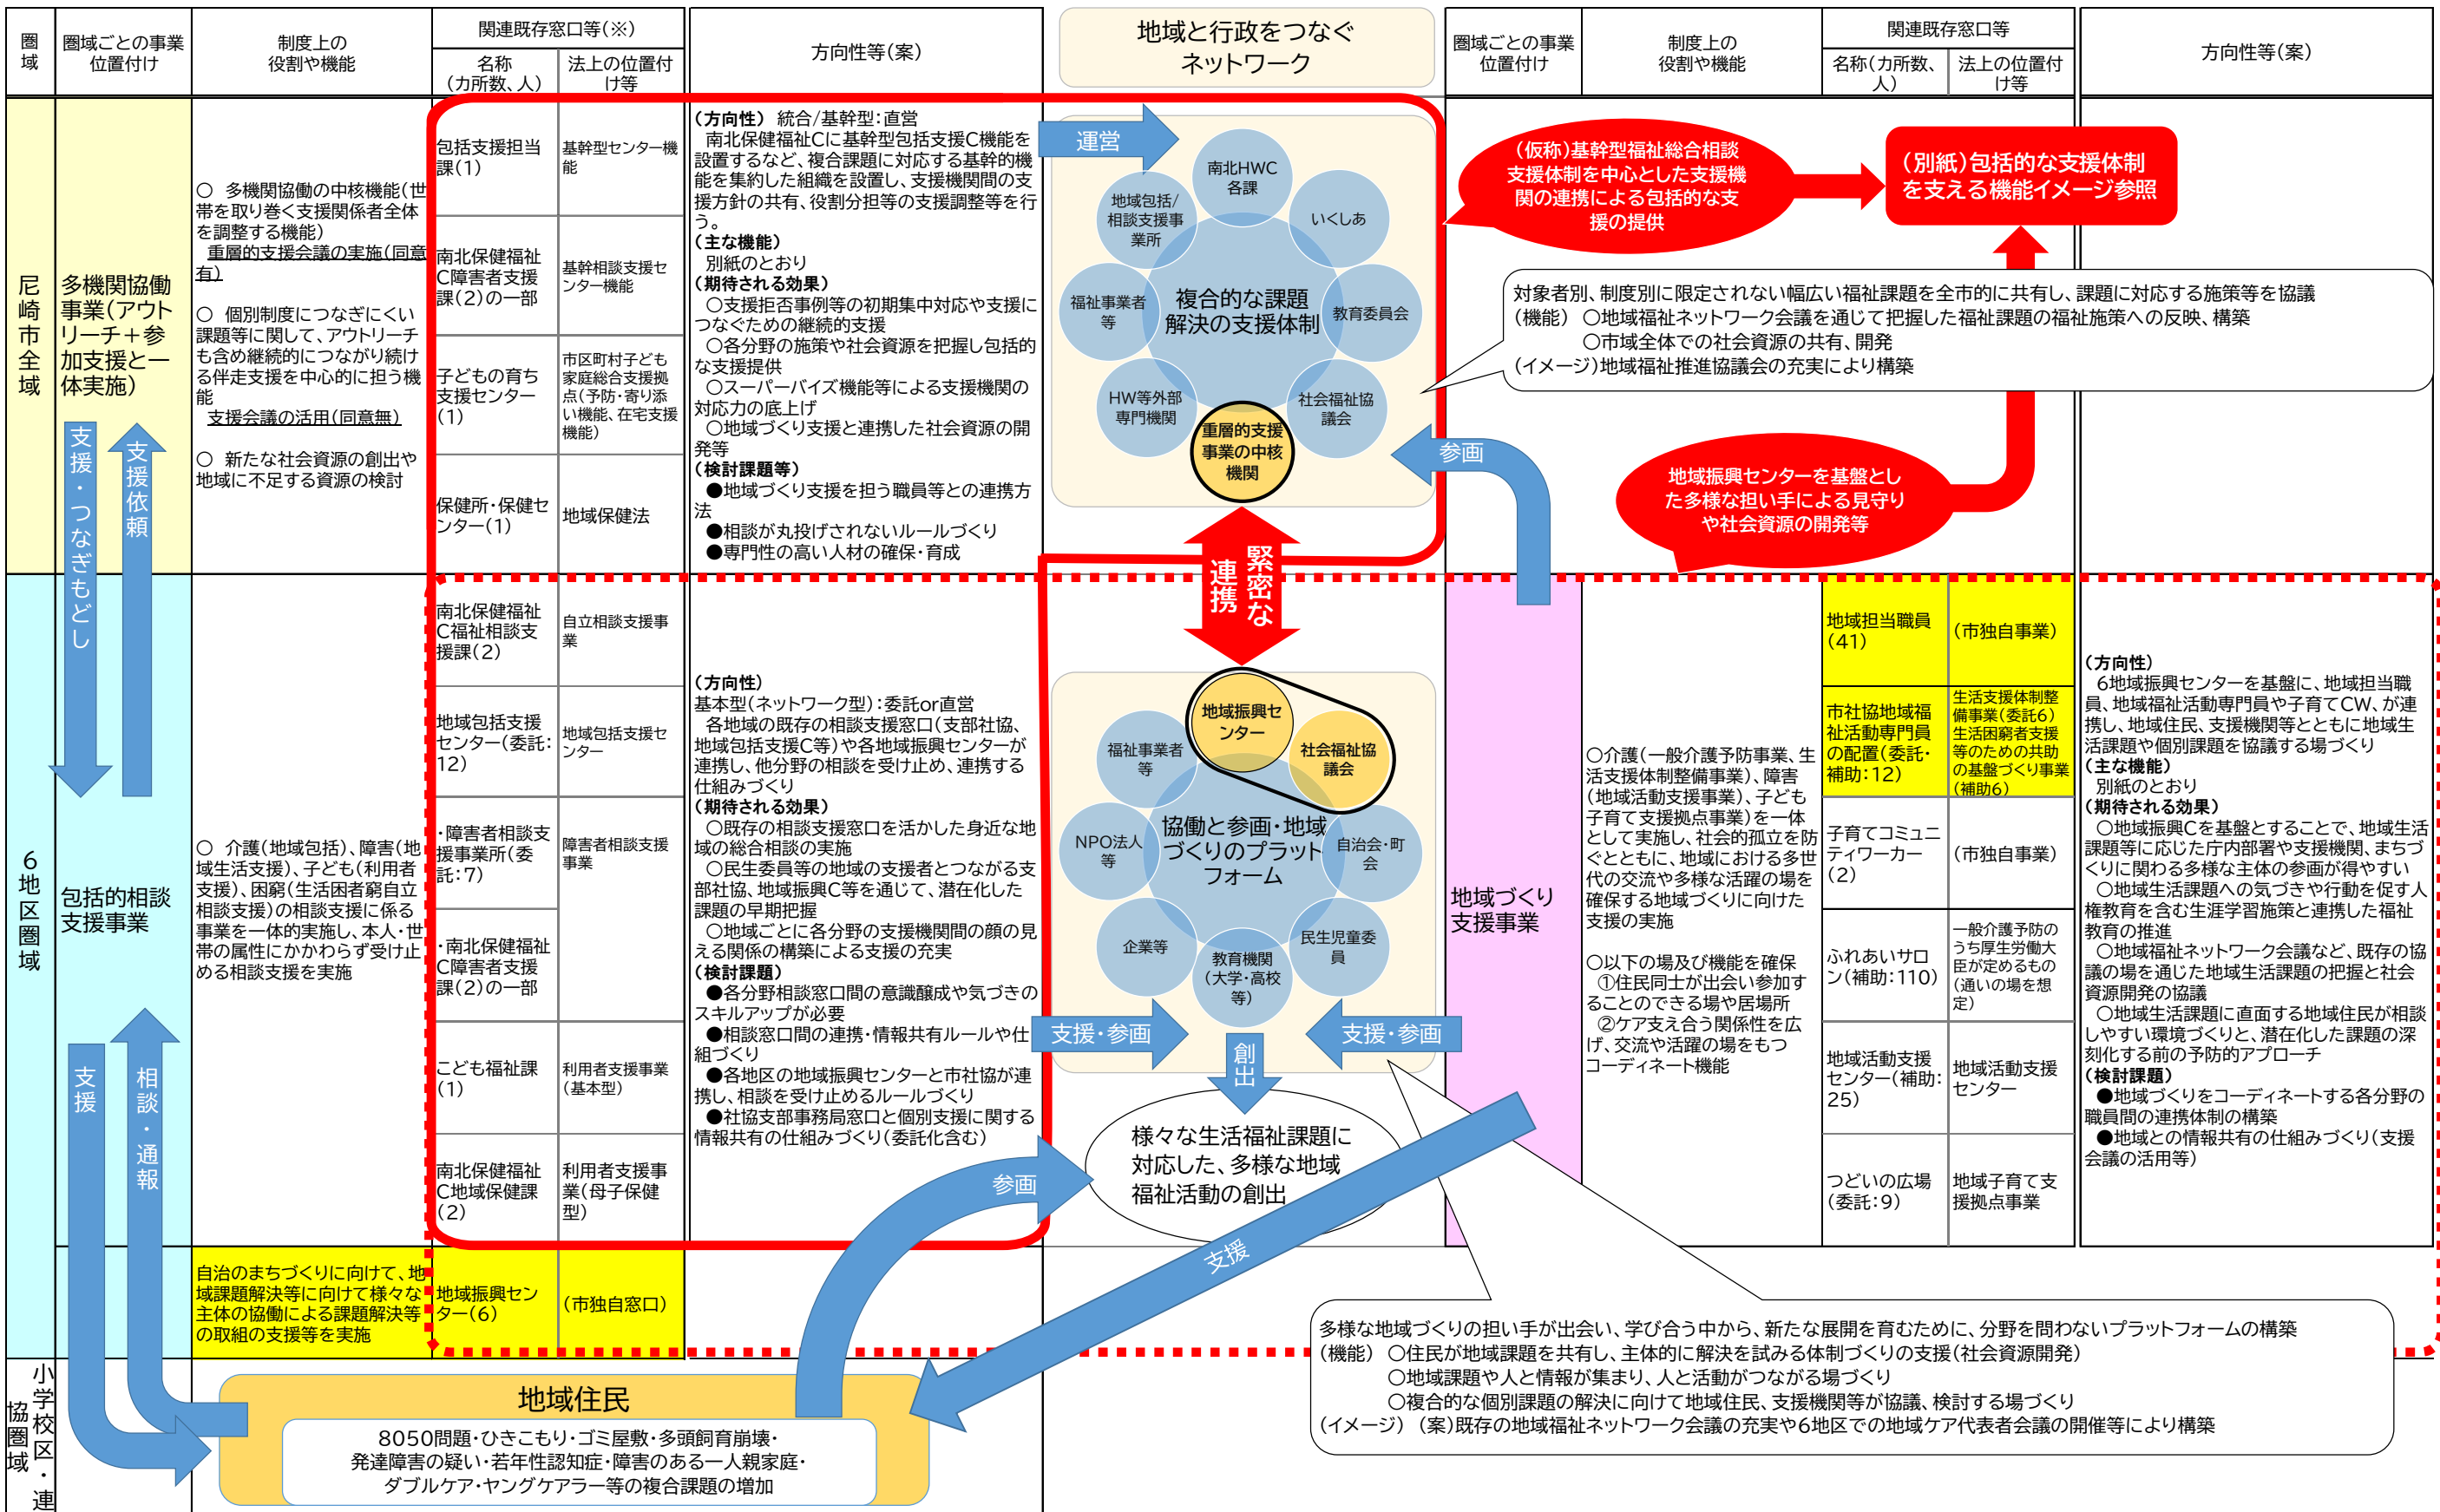 圏域
圏域ごとの事業
位置付け
制度上の
役割や機能
関連既存窓口等(※)
名称
(カ所数、人)
法上の位置付
け等
方向性等(案)
地域と行政をつなぐ
ネットワーク
圏域ごとの事業
位置付け
制度上の
役割や機能
関連既存窓口等
名称(カ所数、
人)
法上の位置付
け等
方向性等(案)
尼崎市全域
多機関協働
事業(アウト
リーチ+参
加支援と一
体実施)
○ 多機関協働の中核機能(世
帯を取り巻く支援関係者全体
を調整する機能)
重層的支援会議の実施(同意
有)
○ 個別制度につなぎにくい
課題等に関して、アウトリーチ
も含め継続的につながり続け
る伴走支援を中心的に担う機
能
支援会議の活用(同意無)
○ 新たな社会資源の創出や
地域に不足する資源の検討
包括支援担当
課(1)
基幹型センター機
能
南北保健福祉
C障害者支援
課(2)の一部
基幹相談支援セ
ンター機能
子どもの育ち
支援センター
(1)
市区町村子ども
家庭総合支援拠
点(予防・寄り添
い機能、在宅支援
機能)
保健所・保健セ
ンター(1)
地域保健法
(方向性) 統合/基幹型:直営
南北保健福祉Cに基幹型包括支援C機能を
設置するなど、複合課題に対応する基幹的機
能を集約した組織を設置し、支援機関間の支
援方針の共有、役割分担等の支援調整等を行
う。
(主な機能)
別紙のとおり
(期待される効果)
○支援拒否事例等の初期集中対応や支援に
つなぐための継続的支援
○各分野の施策や社会資源を把握し包括的
な支援提供
○スーパーバイズ機能等による支援機関の
対応力の底上げ
○地域づくり支援と連携した社会資源の開
発等
(検討課題等)
●地域づくり支援を担う職員等との連携方
法
●相談が丸投げされないルールづくり
●専門性の高い人材の確保・育成
運営
南北HWC
各課
いくしあ
教育委員会
社会福祉協
議会
重層的支援
事業の中核
機関
HW等外部
専門機関
福祉事業者
等
地域包括/
相談支援事
業所
複合的な課題
解決の支援体制
(仮称)基幹型福祉総合相談
支援体制を中心とした支援機
関の連携による包括的な支
援の提供
(別紙)包括的な支援体制
を支える機能イメージ参照
対象者別、制度別に限定されない幅広い福祉課題を全市的に共有し、課題に対応する施策等を協議
(機能) ○地域福祉ネットワーク会議を通じて把握した福祉課題の福祉施策への反映、構築
○市域全体での社会資源の共有、開発
(イメージ)地域福祉推進協議会の充実により構築
参画
地域振興センターを基盤とし
た多様な担い手による見守り
や社会資源の開発等
支援・つなぎもどし
支援依頼
緊密な
連携
6地区圏域
包括的相談
支援事業
○ 介護(地域包括)、障害(地
域生活支援)、子ども(利用者
支援)、困窮(生活困者窮自立
相談支援)の相談支援に係る
事業を一体的実施し、本人・世
帯の属性にかかわらず受け止
める相談支援を実施
南北保健福祉
C福祉相談支
援課(2)
自立相談支援事
業
地域包括支援
センター(委託:
12)
地域包括支援セ
ンター
・障害者相談支
援事業所(委
託:7)
障害者相談支援
事業
・南北保健福祉
C障害者支援
課(2)の一部
こども福祉課
(1)
利用者支援事業
(基本型)
南北保健福祉
C地域保健課
(2)
利用者支援事
業(母子保健
型)
(方向性)
基本型(ネットワーク型):委託or直営
各地域の既存の相談支援窓口(支部社協、
地域包括支援C等)や各地域振興センターが
連携し、他分野の相談を受け止め、連携する
仕組みづくり
(期待される効果)
○既存の相談支援窓口を活かした身近な地
域の総合相談の実施
○民生委員等の地域の支援者とつながる支
部社協、地域振興C等を通じて、潜在化した
課題の早期把握
○地域ごとに各分野の支援機関間の顔の見
える関係の構築による支援の充実
(検討課題)
●各分野相談窓口間の意識醸成や気づきの
スキルアップが必要
●相談窓口間の連携・情報共有ルールや仕
組づくり
●各地区の地域振興センターと市社協が連
携し、相談を受け止めるルールづくり
●社協支部事務局窓口と個別支援に関する
情報共有の仕組みづくり(委託化含む)
地域振興セ
ンター
社会福祉協
議会
自治会・町
会
民生児童委
員
教育機関
(大学・高校
等)
企業等
NPO法人
等
福祉事業者
等
協働と参画・地域
づくりのプラット
フォーム
支援・参画
支援・参画
創出
様々な生活福祉課題に
対応した、多様な地域
福祉活動の創出
参画
支援
地域づくり
支援事業
○介護(一般介護予防事業、生
活支援体制整備事業)、障害
(地域活動支援事業)、子ども
子育て支援拠点事業)を一体
として実施し、社会的孤立を防
ぐとともに、地域における多世
代の交流や多様な活躍の場を
確保する地域づくりに向けた
支援の実施
○以下の場及び機能を確保
①住民同士が出会い参加す
ることのできる場や居場所
②ケア支え合う関係性を広
げ、交流や活躍の場をもつ
コーディネート機能
地域担当職員
(41)
(市独自事業)
市社協地域福
祉活動専門員
の配置(委託・
補助:12)
生活支援体制整
備事業(委託6)
生活困窮者支援
等のための共助
の基盤づくり事業
(補助6)
子育てコミュニ
ティワーカー
(2)
(市独自事業)
ふれあいサロ
ン(補助:110)
一般介護予防の
うち厚生労働大
臣が定めるもの
(通いの場を想
定)
地域活動支援
センター(補助:
25)
地域活動支援
センター
つどいの広場
(委託:9)
地域子育て支
援拠点事業
(方向性)
6地域振興センターを基盤に、地域担当職
員、地域福祉活動専門員や子育てCW、が連
携し、地域住民、支援機関等とともに地域生
活課題や個別課題を協議する場づくり
(主な機能)
別紙のとおり
(期待される効果)
○地域振興Cを基盤とすることで、地域生活
課題等に応じた庁内部署や支援機関、まちづ
くりに関わる多様な主体の参画が得やすい
○地域生活課題への気づきや行動を促す人
権教育を含む生涯学習施策と連携した福祉
教育の推進
○地域福祉ネットワーク会議など、既存の協
議の場を通じた地域生活課題の把握と社会
資源開発の協議
○地域生活課題に直面する地域住民が相談
しやすい環境づくりと、潜在化した課題の深
刻化する前の予防的アプローチ
(検討課題)
●地域づくりをコーディネートする各分野の
職員間の連携体制の構築
●地域との情報共有の仕組みづくり(支援
会議の活用等)
支援
相談・通報
自治のまちづくりに向けて、地
域課題解決等に向けて様々な
主体の協働による課題解決等
の取組の支援等を実施
地域振興セン
ター(6)
(市独自窓口)
多様な地域づくりの担い手が出会い、学び合う中から、新たな展開を育むために、分野を問わないプラットフォームの構築
(機能) ○住民が地域課題を共有し、主体的に解決を試みる体制づくりの支援(社会資源開発)
○地域課題や人と情報が集まり、人と活動がつながる場づくり
○複合的な個別課題の解決に向けて地域住民、支援機関等が協議、検討する場づくり
(イメージ) (案)既存の地域福祉ネットワーク会議の充実や6地区での地域ケア代表者会議の開催等により構築
小学校区・連
協圏域
地域住民
8050問題・ひきこもり・ゴミ屋敷・多頭飼育崩壊・
発達障害の疑い・若年性認知症・障害のある一人親家庭・
ダブルケア・ヤングケアラー等の複合課題の増加